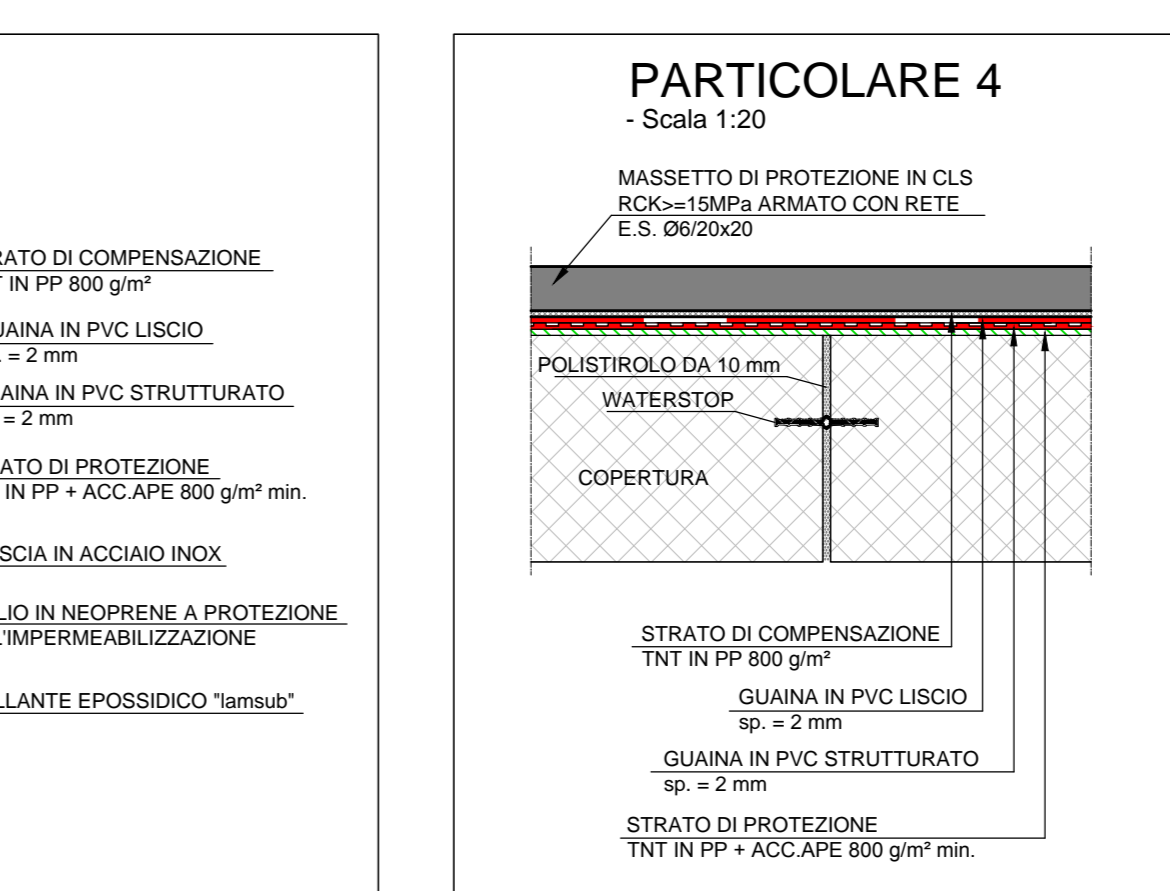 RATO DI COMPENSAZIONE
IN PP 800 g/m²
UAINA IN PVC LISCIO
. = 2 mm
AINA IN PVC STRUTTURATO
= 2 mm
ATO DI PROTEZIONE
IN PP + ACC.APE 800 g/m² min.
SCIA IN ACCIAIO INOX
LIO IN NEOPRENE A PROTEZIONE
L'IMPERMEABILIZZAZIONE
LLANTE EPOSSIDICO "lamsub"
PARTICOLARE 4
- Scala 1:20
MASSETTO DI PROTEZIONE IN CLS
RCK>=15MPa ARMATO CON RETE
E.S. Ø6/20x20
POLISTIROLO DA 10 mm
WATERSTOP
COPERTURA
STRATO DI COMPENSAZIONE
TNT IN PP 800 g/m²
GUAINA IN PVC LISCIO
sp. = 2 mm
GUAINA IN PVC STRUTTURATO
sp. = 2 mm
STRATO DI PROTEZIONE
TNT IN PP + ACC.APE 800 g/m² min.